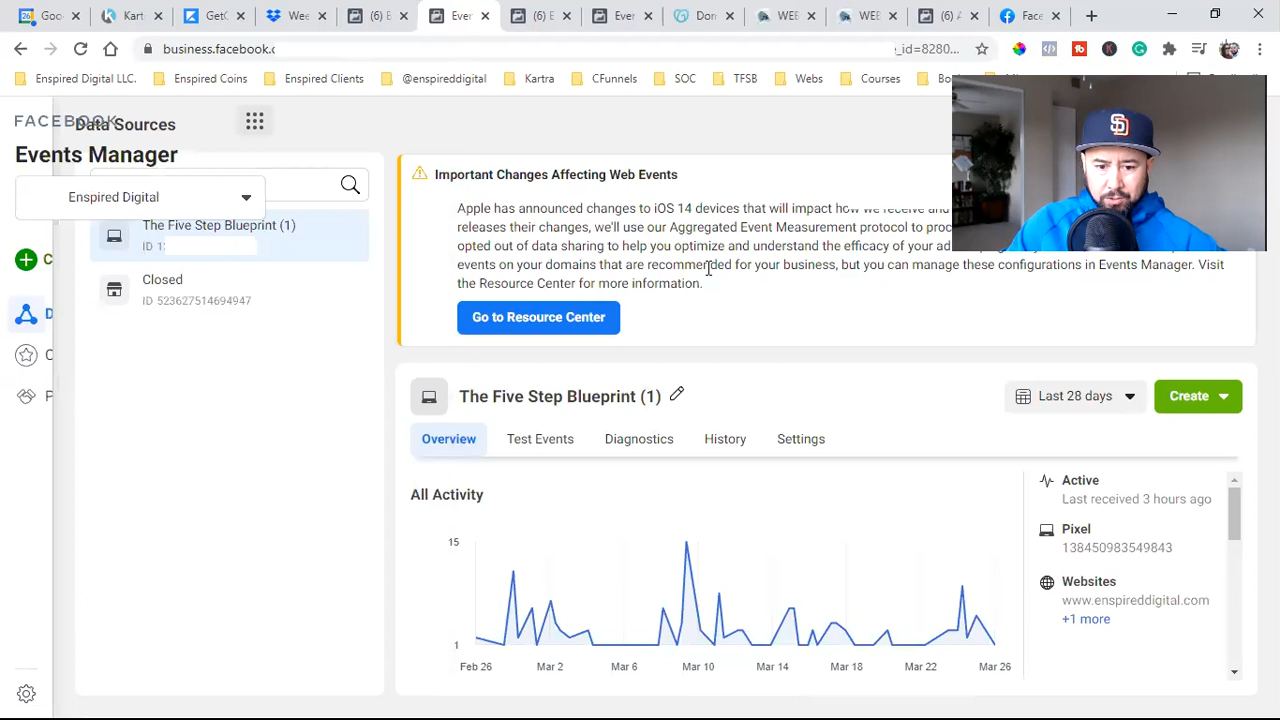 Goo
Kart
GetC
Wee
(6) E
Ever
(6) E
Ever
Dom
WEE
WEE
(6) A
Face
business.facebook.c
_id=8280...
Enspired Digital LLC.
Enspired Coins
Enspired Clients
@enspireddigital
Kartra
CFunnels
SOC
TFSB
Webs
Courses
FACEBOOK
Data Sources
Events Manager
Enspired Digital
The Five Step Blueprint (1)
ID 1
Closed
ID 523627514694947
Important Changes Affecting Web Events
Apple has announced changes to iOS 14 devices that will impact how we receive and
releases their changes, we'll use our Aggregated Event Measurement protocol to proc
opted out of data sharing to help you optimize and understand the efficacy of your ad
events on your domains that are recommended for your business, but you can manage these configurations in Events Manager. Visit
the Resource Center for more information.
Go to Resource Center
The Five Step Blueprint (1)
Last 28 days
Create
Overview
Test Events
Diagnostics
History
Settings
All Activity
15
1
Feb 26
Mar 2
Mar 6
Mar 10
Mar 14
Mar 18
Mar 22
Mar 26
Active
Last received 3 hours ago
Pixel
138450983549843
Websites
www.enspireddigital.com
+1 more
SD